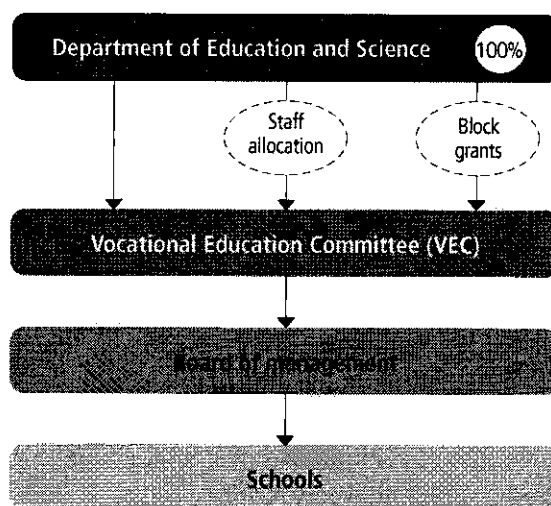 Department of Education and Science 100%
Staff
allocation
Block
grants
Vocational Education Committee (VEC)
Board of management
Schools